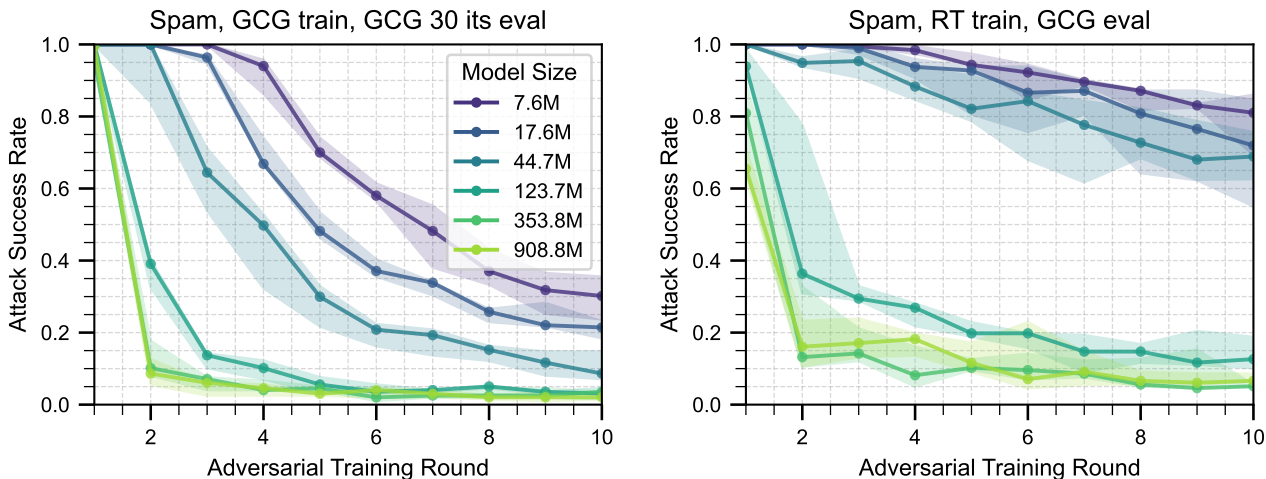 Spam, GCG train, GCG 30 its eval
Attack Success Rate
1.0
0.8
0.6
0.4
0.2
0.0
Model Size
7.6M
17.6M
44.7M
123.7M
353.8M
908.8M
2 4 6 8 10
Adversarial Training Round
Spam, RT train, GCG eval
Attack Success Rate
1.0
0.8
0.6
0.4
0.2
0.0
2 4 6 8 10
Adversarial Training Round